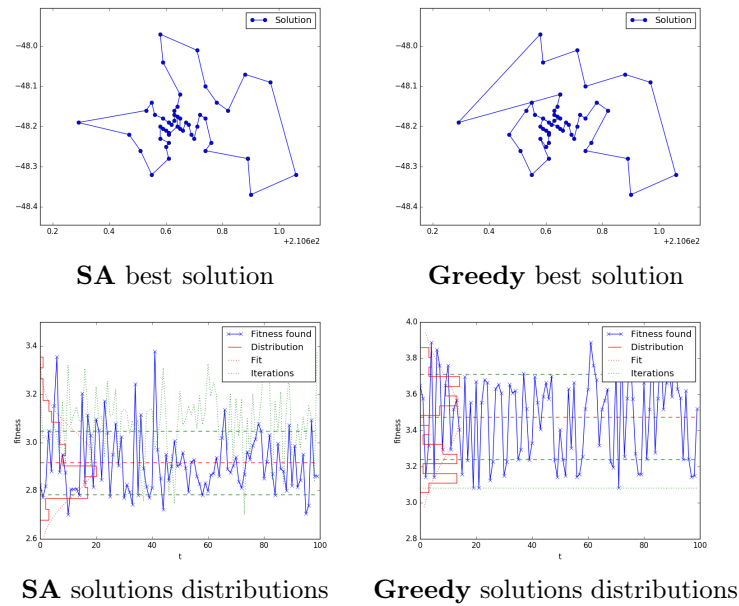 Solution
−48.0
−48.1
−48.2
−48.3
−48.4
0.2 0.4 0.6 0.8 1.0
+2.106e2
SA best solution
Solution
−48.0
−48.1
−48.2
−48.3
−48.4
0.2 0.4 0.6 0.8 1.0
+2.106e2
Greedy best solution
3.4
3.2
3.0
2.8
2.6
fitness
Fitness found
Distribution
Fit
Iterations
0 20 40 60 80 100
t
SA solutions distributions
4.0
3.8
3.6
3.4
3.2
3.0
2.8
fitness
Fitness found
Distribution
Fit
Iterations
0 20 40 60 80 100
t
Greedy solutions distributions